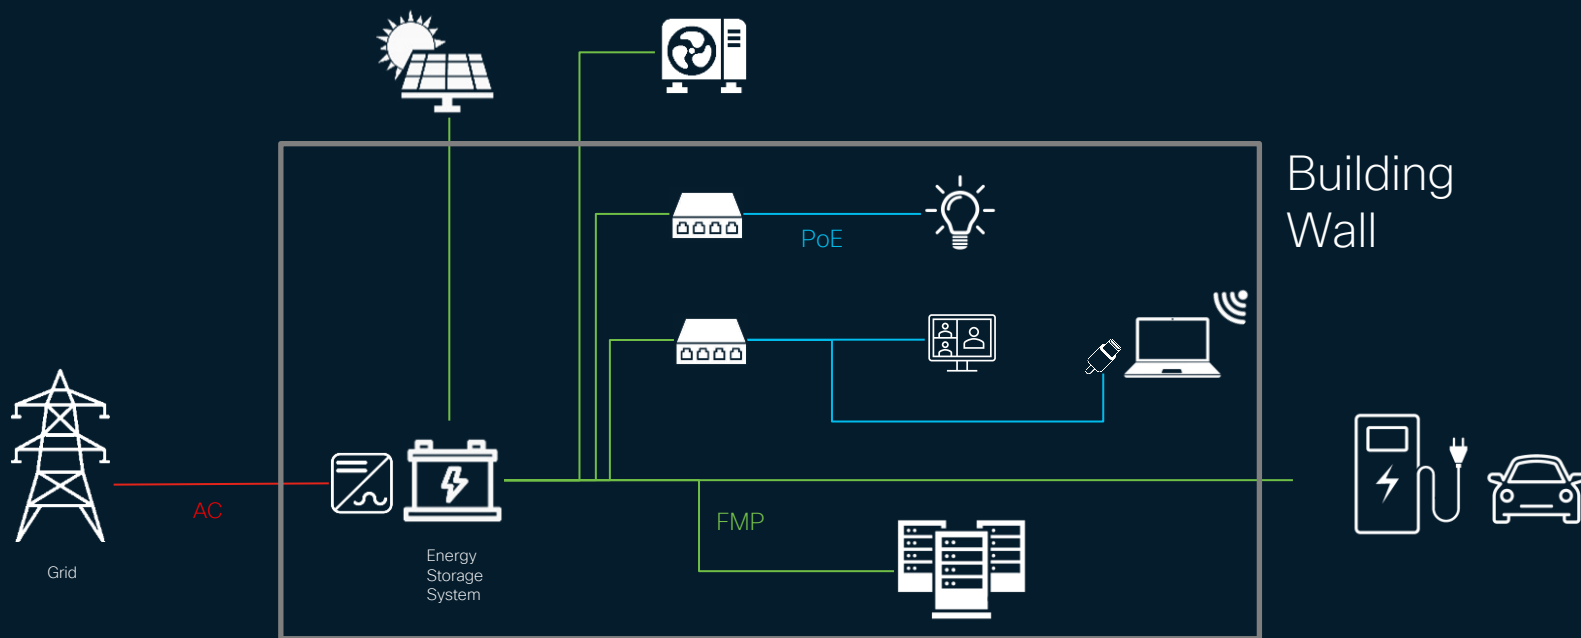 Building
Wall
PoE
AC
FMP
Energy
Storage
System
Grid